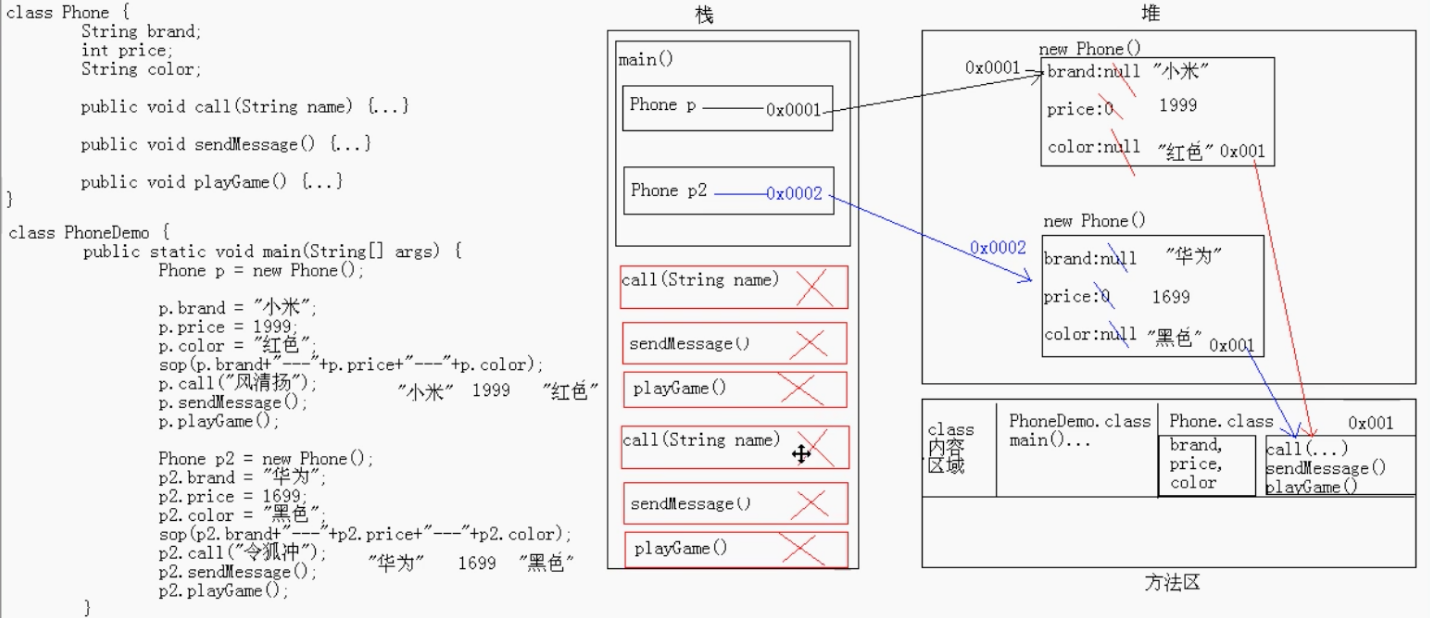 class Phone {
String brand;
int price;
String color;
public void call(String name) {...}
public void sendMessage() {...}
public void playGame() {...}
}
class PhoneDemo {
public static void main(String[] args) {
Phone p = new Phone();
p.brand = "小米";
p.price = 1999;
p.color = "红色";
sop(p.brand+"---"+p.price+"---"+p.color);
p.call("风清扬");
"小米" 1999 "红色"
p.sendMessage();
p.playGame();
Phone p2 = new Phone();
p2.brand = "华为";
p2.price = 1699;
p2.color = "黑色";
sop(p2.brand+"---"+p2.price+"---"+p2.color);
p2.call("令狐冲");
"华为" 1699 "黑色"
p2.sendMessage();
p2.playGame();
}
栈
main()
Phone p 0x0001
Phone p2 0x0002
call(String name)
sendMessage()
playGame()
call(String name)
sendMessage()
playGame()
堆
new Phone()
0x0001
brand:null "小米"
price:0 1999
color:null "红色" 0x001
new Phone()
0x0002
brand:null "华为"
price:0 1699
color:null "黑色" 0x001
class
内容
区域
PhoneDemo.class
main()...
Phone.class 0x001
brand,
price,
color
call(...)
sendMessage()
playGame()
方法区